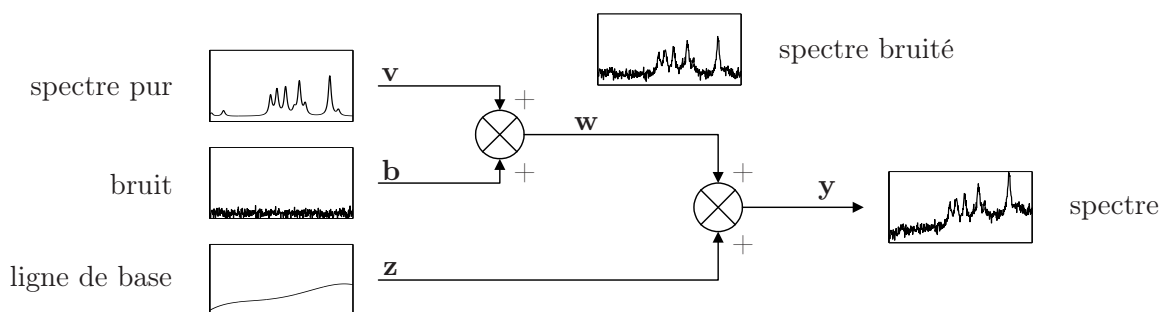 spectre bruité
spectre pur
v
+
w
+
b
bruit
+
y
spectre
+
ligne de base
z